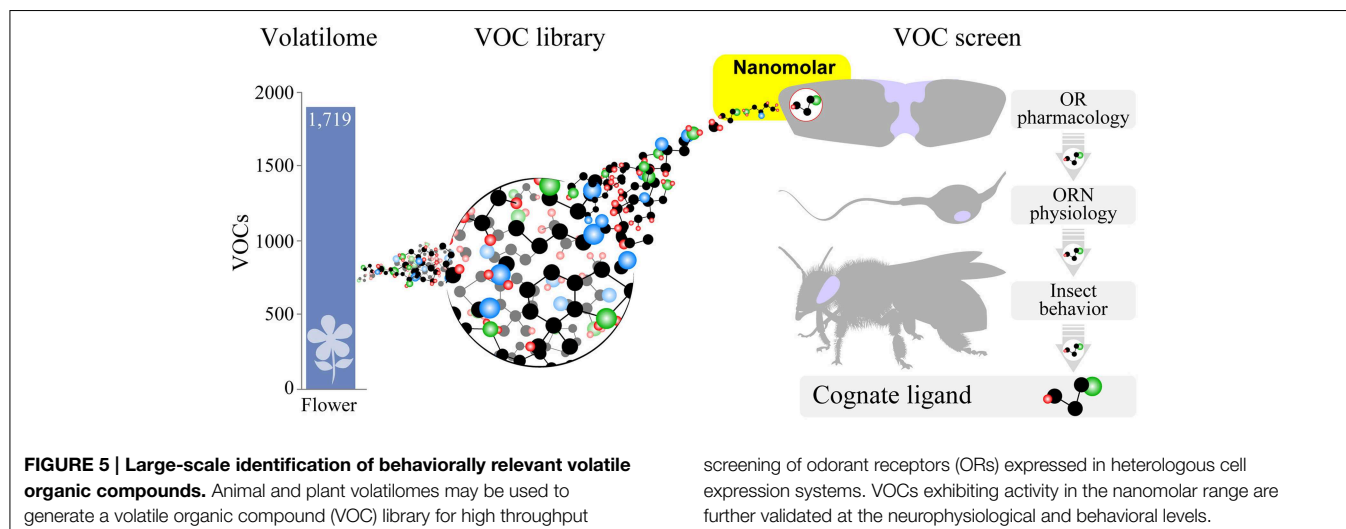 Volatilome
VOC library
VOC screen
Nanomolar
VOCs
2000
1500
1000
500
0
1,719
Flower
OR
pharmacology
ORN
physiology
Insect
behavior
Cognate ligand
FIGURE 5 | Large-scale identification of behaviorally relevant volatile
organic compounds. Animal and plant volatilomes may be used to
generate a volatile organic compound (VOC) library for high throughput
screening of odorant receptors (ORs) expressed in heterologous cell
expression systems. VOCs exhibiting activity in the nanomolar range are
further validated at the neurophysiological and behavioral levels.